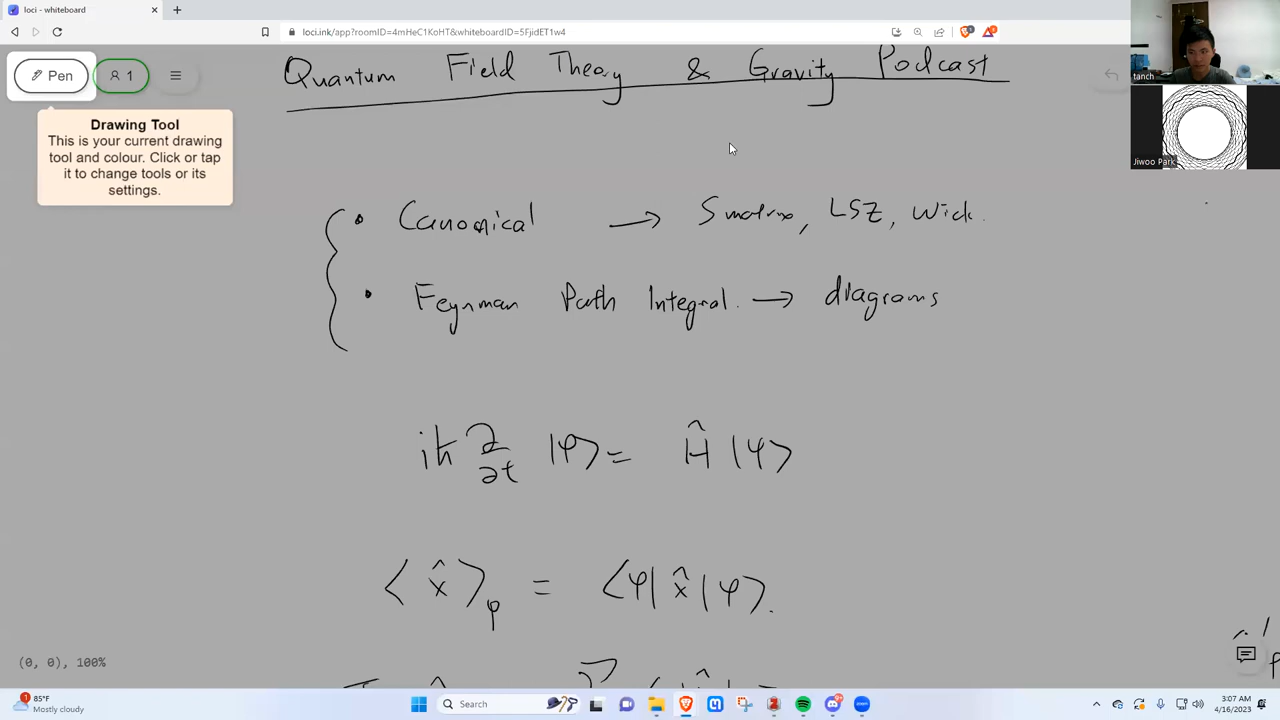 loci - whiteboard
loci.ink/app?roomID=4mHeC1KoHT&whiteboardID=5FjidET1w4
Pen
1
Drawing Tool
This is your current drawing
tool and colour. Click or tap
it to change tools or its
settings.
tanch
Jiwoo Park
Quantum Field Theory & Gravity Podcast
• Canonical → S matrix, LSZ, Wick.
• Feynman Path Integral. → diagrams
iħ ∂/∂t |φ⟩ = Ĥ |φ⟩
⟨x̂⟩φ = ⟨φ|x̂|φ⟩.
(0, 0), 100%
1
85°F
Mostly cloudy
Search
3:07 AM
4/16/2023